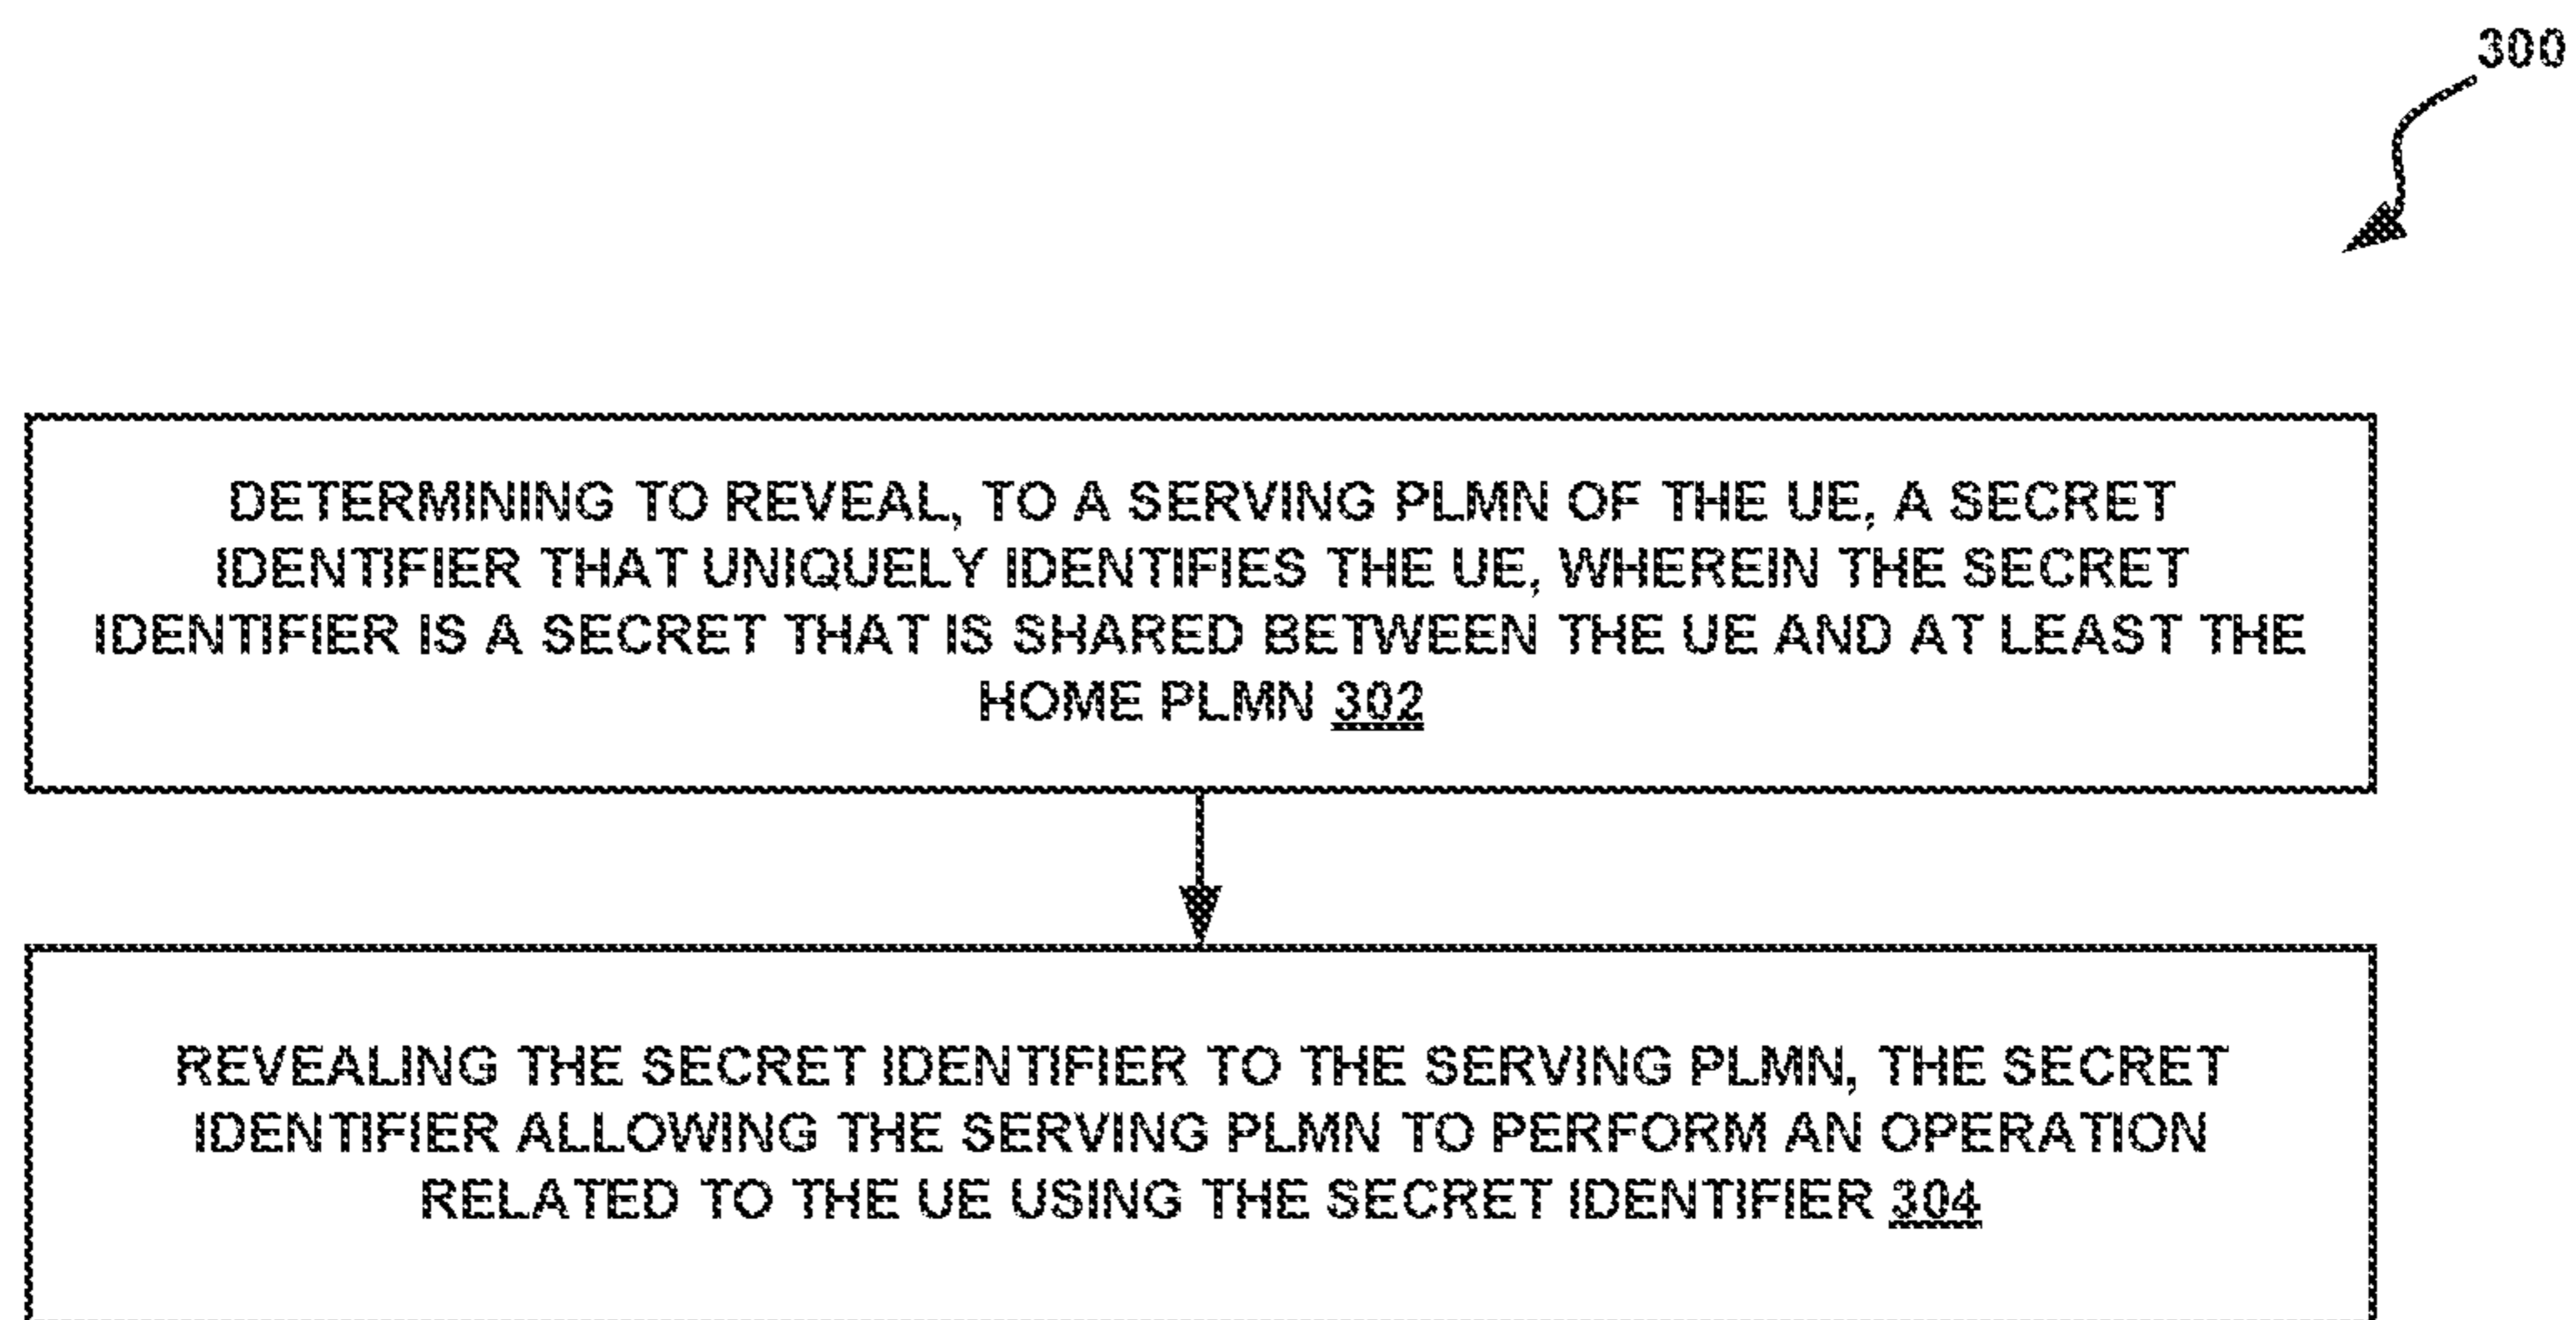 300
DETERMINING TO REVEAL, TO A SERVING PLMN OF THE UE, A SECRET
IDENTIFIER THAT UNIQUELY IDENTIFIES THE UE, WHEREIN THE SECRET
IDENTIFIER IS A SECRET THAT IS SHARED BETWEEN THE UE AND AT LEAST THE
HOME PLMN 302
REVEALING THE SECRET IDENTIFIER TO THE SERVING PLMN, THE SECRET
IDENTIFIER ALLOWING THE SERVING PLMN TO PERFORM AN OPERATION
RELATED TO THE UE USING THE SECRET IDENTIFIER 304